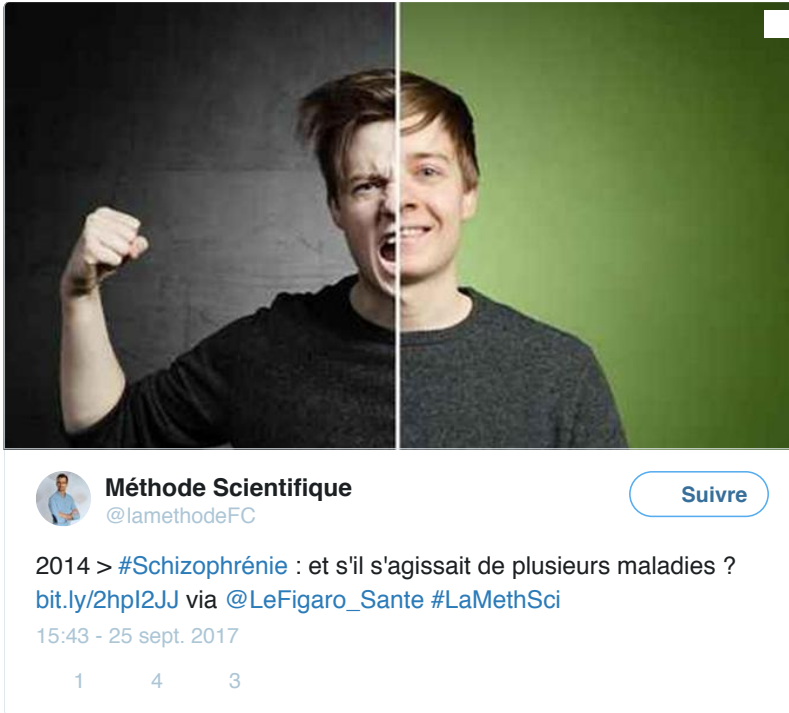 Méthode Scientifique
@lamethodeFC
Suivre
2014 > #Schizophrénie : et s'il s'agissait de plusieurs maladies ?
bit.ly/2hpI2JJ via @LeFigaro_Sante #LaMethSci
15:43 - 25 sept. 2017
1 4 3